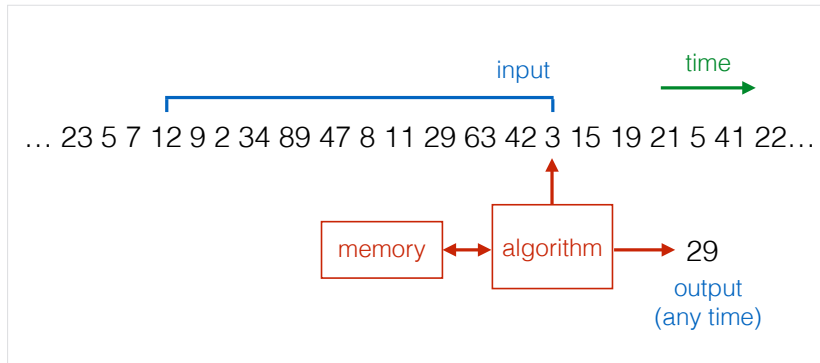 input
time
… 23 5 7 12 9 2 34 89 47 8 11 29 63 42 3 15 19 21 5 41 22…
memory
algorithm
29
output
(any time)